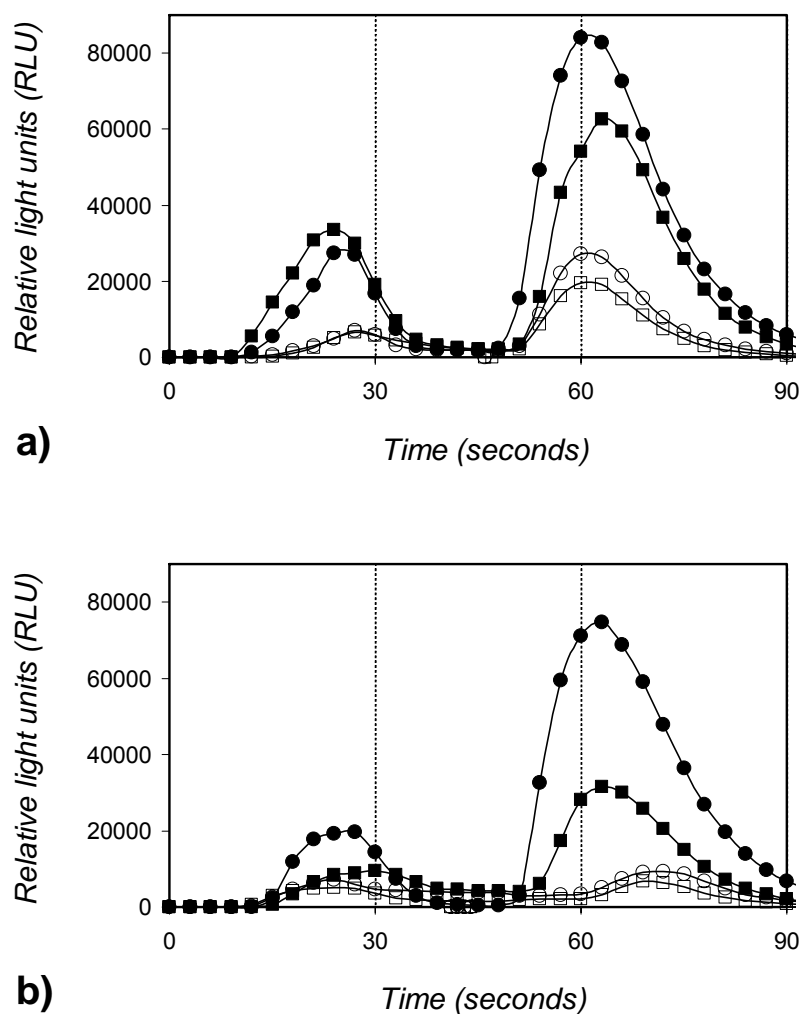 Relative light units (RLU)
80000
60000
40000
20000
0
0 30 60 90
Time (seconds)
a)
Relative light units (RLU)
80000
60000
40000
20000
0
0 30 60 90
Time (seconds)
b)